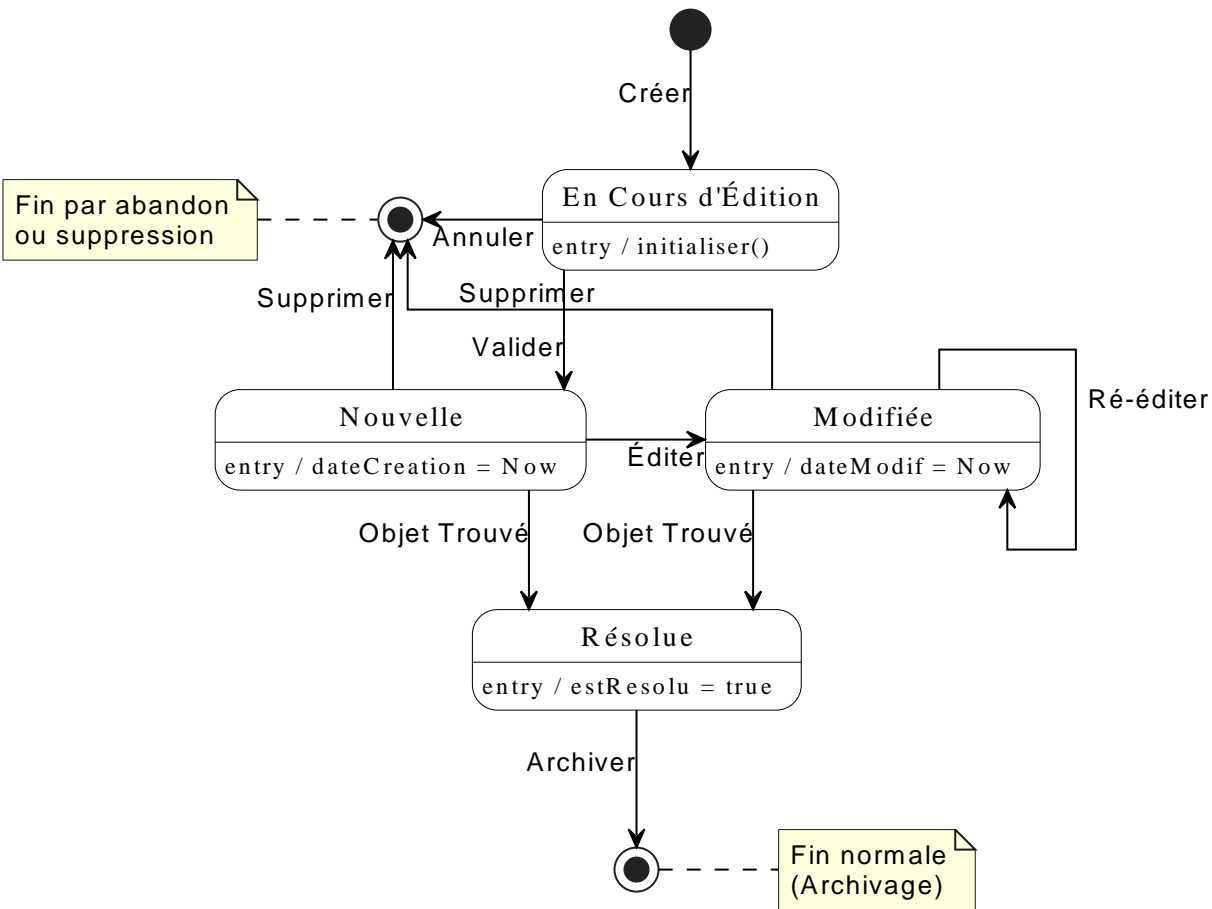 Créer
En Cours d'Édition
entry / initialiser()
Fin par abandon
ou suppression
Annuler
Supprimer
Supprimer
Valider
Nouvelle
entry / dateCreation = Now
Éditer
Modifiée
entry / dateModif = Now
Ré-éditer
Objet Trouvé
Objet Trouvé
Résolue
entry / estResolu = true
Archiver
Fin normale
(Archivage)